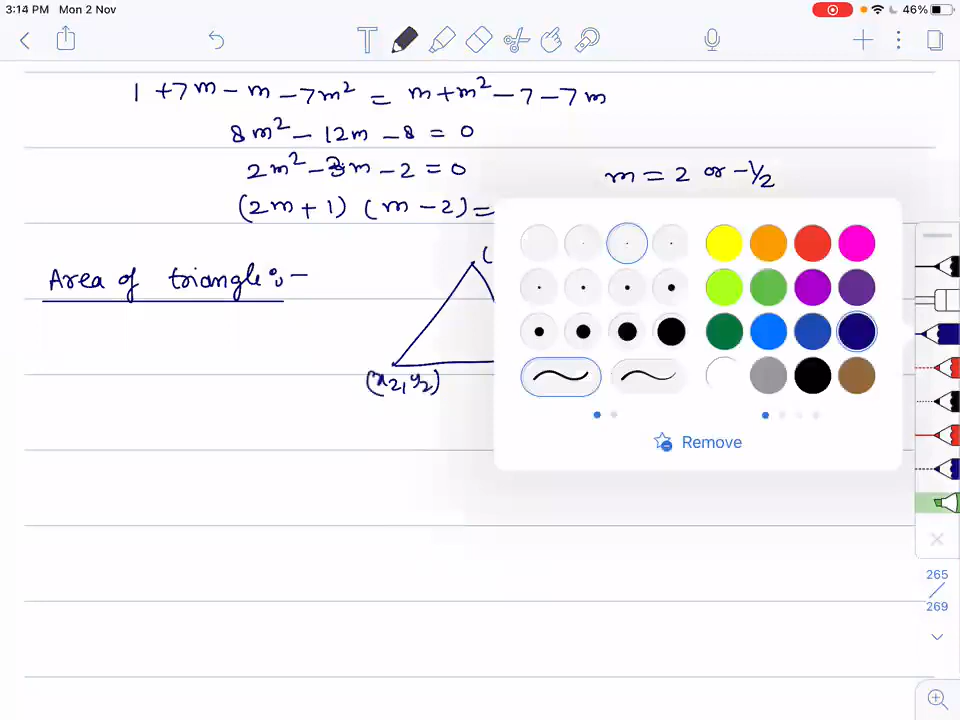 3:14 PM Mon 2 Nov
46%
1 + 7m - m - 7m² = m + m² - 7 - 7m
8m² - 12m - 8 = 0
2m² - 3m - 2 = 0
m = 2 or -1/2
(2m + 1) (m - 2) =
Area of triangle :-
(
(x2, y2)
Remove
265
269